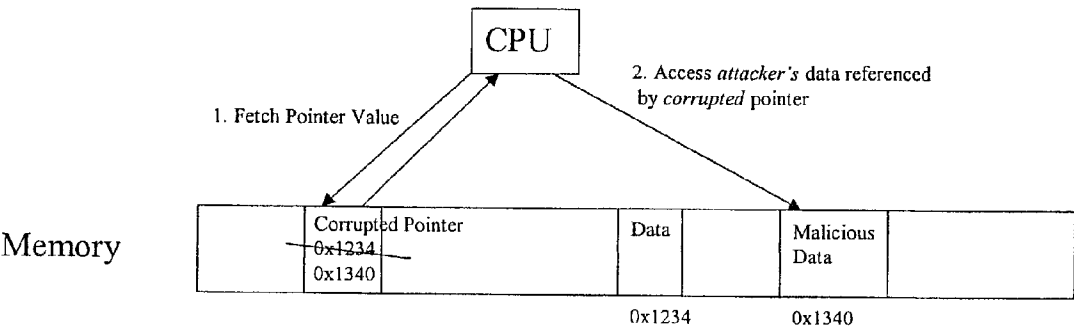 CPU
2. Access attacker's data referenced
by corrupted pointer
1. Fetch Pointer Value
Memory
Corrupted Pointer
0x1234
0x1340
Data
Malicious
Data
0x1234
0x1340